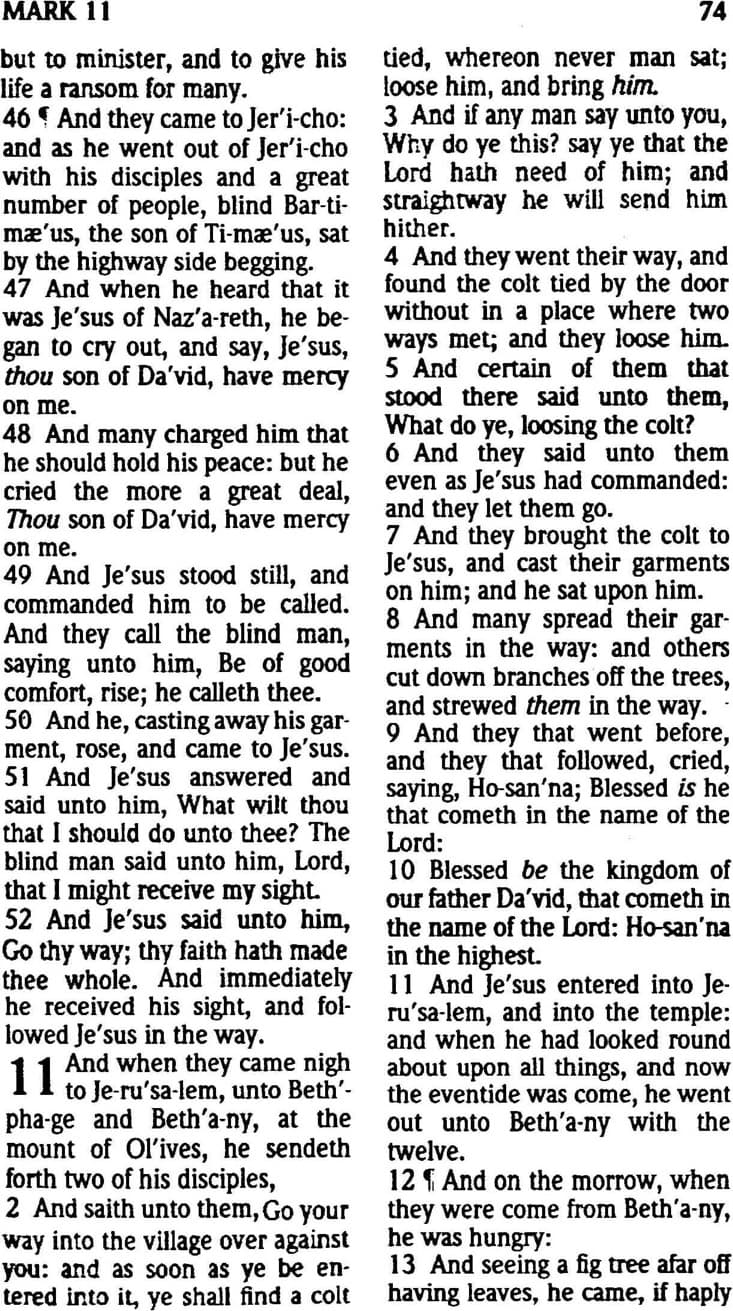 MARK 11
74
but to minister, and to give his
life a ransom for many.
46 ¶ And they came to Jer'i-cho:
and as he went out of Jer'i-cho
with his disciples and a great
number of people, blind Bar-ti-
mæ'us, the son of Ti-mæ'us, sat
by the highway side begging.
47 And when he heard that it
was Je'sus of Naz'a-reth, he be-
gan to cry out, and say, Je'sus,
thou son of Da'vid, have mercy
on me.
48 And many charged him that
he should hold his peace: but he
cried the more a great deal,
Thou son of Da'vid, have mercy
on me.
49 And Je'sus stood still, and
commanded him to be called.
And they call the blind man,
saying unto him, Be of good
comfort, rise; he calleth thee.
50 And he, casting away his gar-
ment, rose, and came to Je'sus.
51 And Je'sus answered and
said unto him, What wilt thou
that I should do unto thee? The
blind man said unto him, Lord,
that I might receive my sight.
52 And Je'sus said unto him,
Go thy way; thy faith hath made
thee whole. And immediately
he received his sight, and fol-
lowed Je'sus in the way.
11 And when they came nigh
to Je-ru'sa-lem, unto Beth'-
pha-ge and Beth'a-ny, at the
mount of Ol'ives, he sendeth
forth two of his disciples,
2 And saith unto them, Go your
way into the village over against
you: and as soon as ye be en-
tered into it, ye shall find a colt
tied, whereon never man sat;
loose him, and bring him.
3 And if any man say unto you,
Why do ye this? say ye that the
Lord hath need of him; and
straightway he will send him
hither.
4 And they went their way, and
found the colt tied by the door
without in a place where two
ways met; and they loose him.
5 And certain of them that
stood there said unto them,
What do ye, loosing the colt?
6 And they said unto them
even as Je'sus had commanded:
and they let them go.
7 And they brought the colt to
Je'sus, and cast their garments
on him; and he sat upon him.
8 And many spread their gar-
ments in the way: and others
cut down branches off the trees,
and strewed them in the way.
9 And they that went before,
and they that followed, cried,
saying, Ho-san'na; Blessed is he
that cometh in the name of the
Lord:
10 Blessed be the kingdom of
our father Da'vid, that cometh in
the name of the Lord: Ho-san'na
in the highest.
11 And Je'sus entered into Je-
ru'sa-lem, and into the temple:
and when he had looked round
about upon all things, and now
the eventide was come, he went
out unto Beth'a-ny with the
twelve.
12 ¶ And on the morrow, when
they were come from Beth'a-ny,
he was hungry:
13 And seeing a fig tree afar off
having leaves, he came, if haply